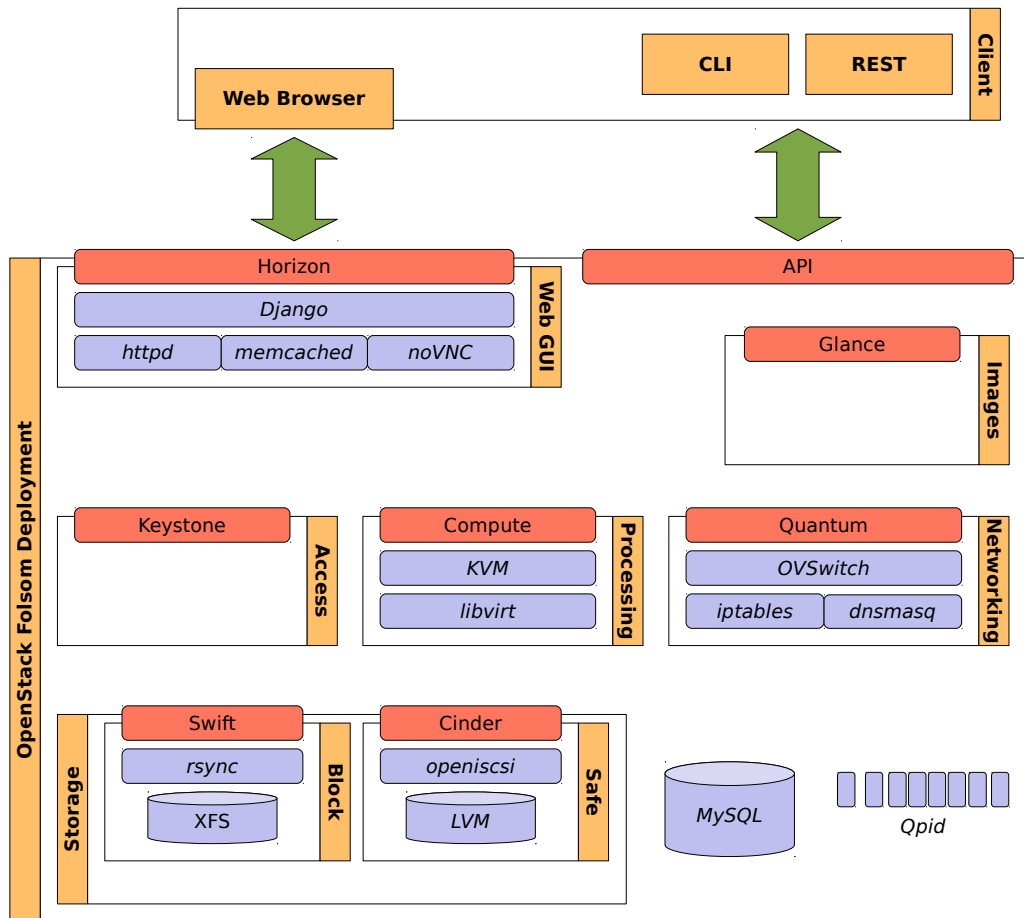 Client
CLI
REST
Web Browser
OpenStack Folsom Deployment
Horizon
API
Web GUI
Django
httpd
memcached
noVNC
Glance
Images
Keystone
Access
Compute
Processing
KVM
libvirt
Quantum
Networking
OVSwitch
iptables
dnsmasq
Storage
Swift
Block
rsync
XFS
Cinder
Safe
openiscsi
LVM
MySQL
Qpid